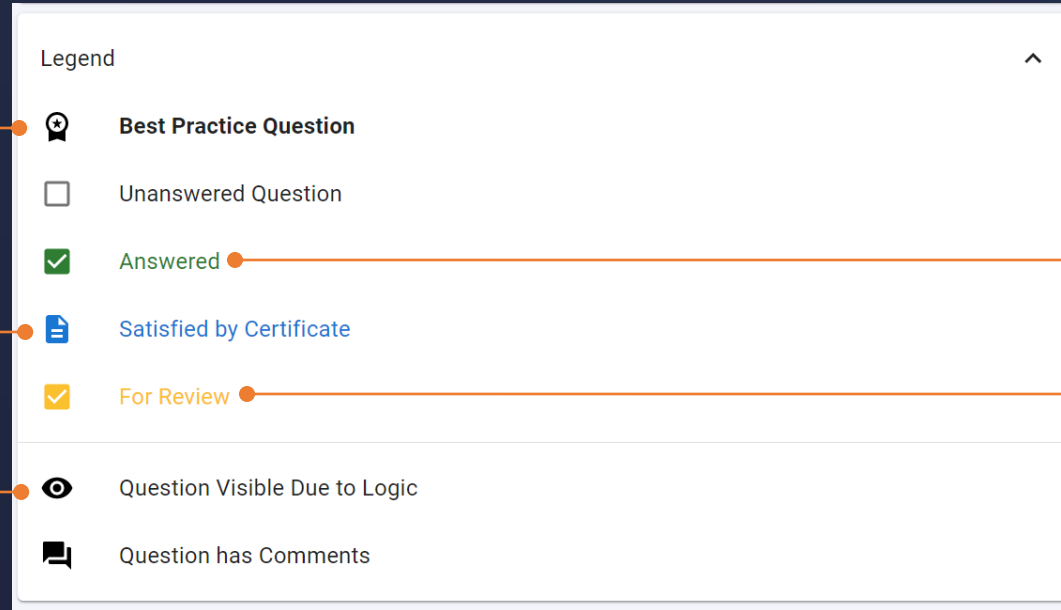 Legend
Best Practice Question
Unanswered Question
Answered
Satisfied by Certificate
For Review
Question Visible Due to Logic
Question has Comments